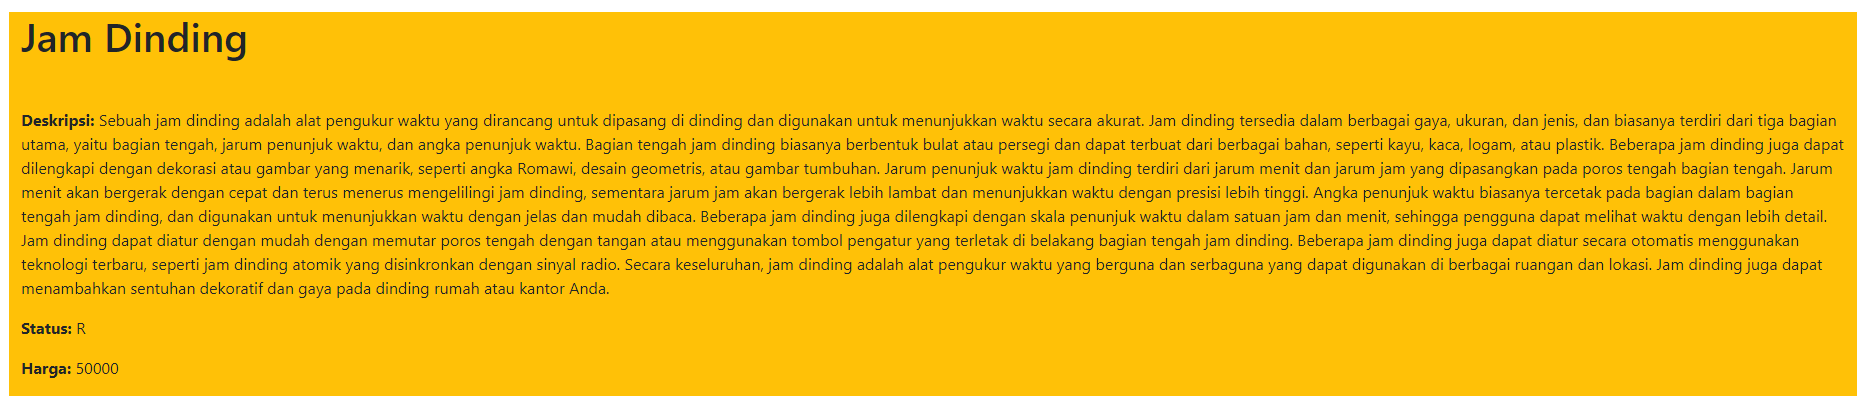 Jam Dinding
Deskripsi: Sebuah jam dinding adalah alat pengukur waktu yang dirancang untuk dipasang di dinding dan digunakan untuk menunjukkan waktu secara akurat. Jam dinding tersedia dalam berbagai gaya, ukuran, dan jenis, dan biasanya terdiri dari tiga bagian
utama, yaitu bagian tengah, jarum penunjuk waktu, dan angka penunjuk waktu. Bagian tengah jam dinding biasanya berbentuk bulat atau persegi dan dapat terbuat dari berbagai bahan, seperti kayu, kaca, logam, atau plastik. Beberapa jam dinding juga dapat
dilengkapi dengan dekorasi atau gambar yang menarik, seperti angka Romawi, desain geometris, atau gambar tumbuhan. Jarum penunjuk waktu jam dinding terdiri dari jarum menit dan jarum jam yang dipasangkan pada poros tengah bagian tengah. Jarum
menit akan bergerak dengan cepat dan terus menerus mengelilingi jam dinding, sementara jarum jam akan bergerak lebih lambat dan menunjukkan waktu dengan presisi lebih tinggi. Angka penunjuk waktu biasanya tercetak pada bagian dalam bagian
tengah jam dinding, dan digunakan untuk menunjukkan waktu dengan jelas dan mudah dibaca. Beberapa jam dinding juga dilengkapi dengan skala penunjuk waktu dalam satuan jam dan menit, sehingga pengguna dapat melihat waktu dengan lebih detail.
Jam dinding dapat diatur dengan mudah dengan memutar poros tengah dengan tangan atau menggunakan tombol pengatur yang terletak di belakang bagian tengah jam dinding. Beberapa jam dinding juga dapat diatur secara otomatis menggunakan
teknologi terbaru, seperti jam dinding atomik yang disinkronkan dengan sinyal radio. Secara keseluruhan, jam dinding adalah alat pengukur waktu yang berguna dan serbaguna yang dapat digunakan di berbagai ruangan dan lokasi. Jam dinding juga dapat
menambahkan sentuhan dekoratif dan gaya pada dinding rumah atau kantor Anda.
Status: R
Harga: 50000